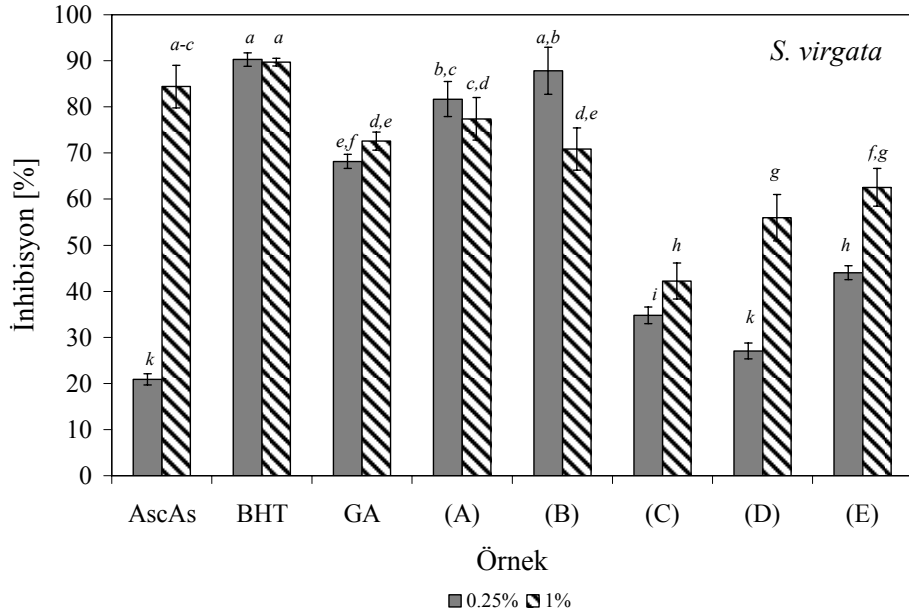 S. virgata
İnhibisyon [%]
100
90
80
70
60
50
40
30
20
10
0
k
a-c
a
a
e,f
d,e
b,c
c,d
a,b
d,e
i
h
k
g
h
f,g
AscAs
BHT
GA
(A)
(B)
(C)
(D)
(E)
Örnek
0.25%
1%